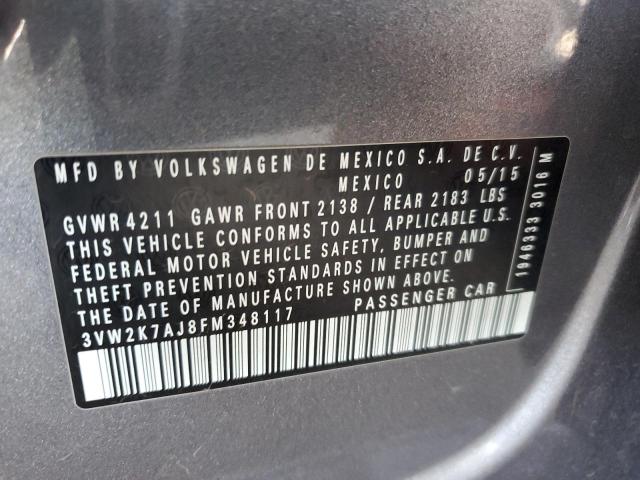 MFD BY VOLKSWAGEN DE MEXICO S.A. DE C.V.
MEXICO 05/15
GVWR 4211 GAWR FRONT 2138 / REAR 2183 LBS
THIS VEHICLE CONFORMS TO ALL APPLICABLE U.S.
FEDERAL MOTOR VEHICLE SAFETY, BUMPER AND
THEFT PREVENTION STANDARDS IN EFFECT ON
THE DATE OF MANUFACTURE SHOWN ABOVE.
3VW2K7AJ8FM348117 PASSENGER CAR
1946333 3016 M